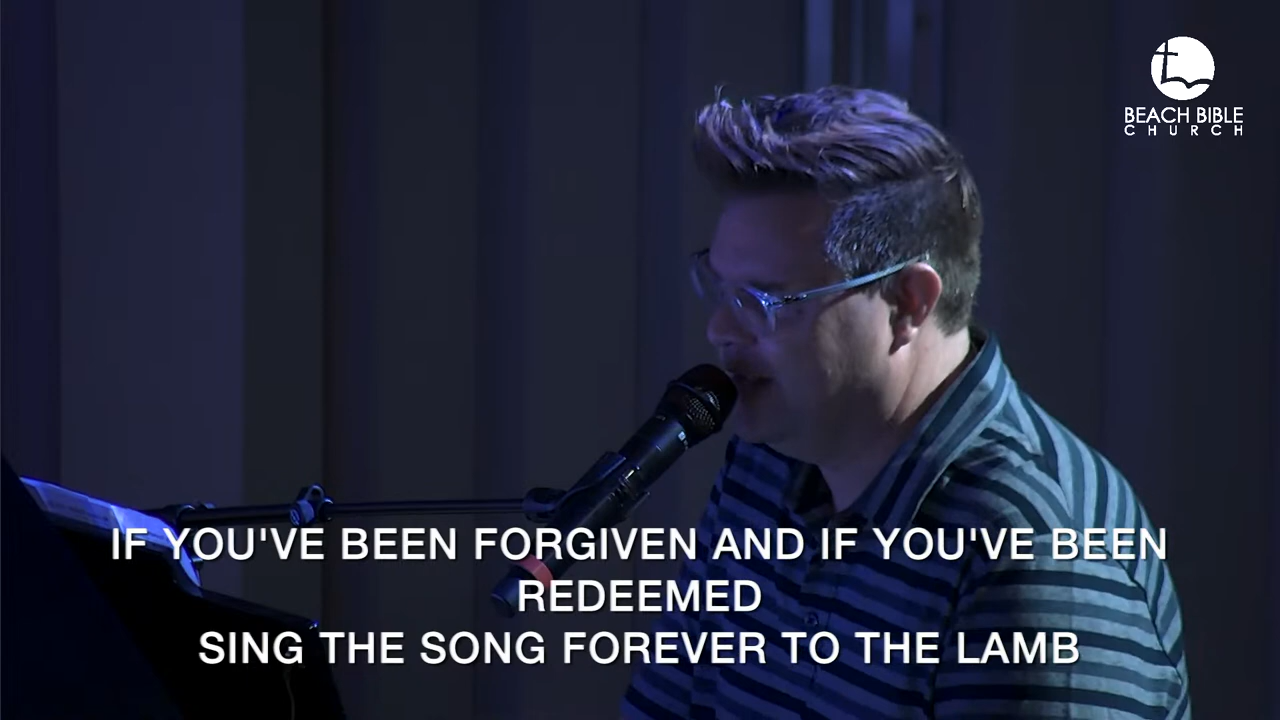 BEACH BIBLE
CHURCH
IF YOU'VE BEEN FORGIVEN AND IF YOU'VE BEEN
REDEEMED
SING THE SONG FOREVER TO THE LAMB